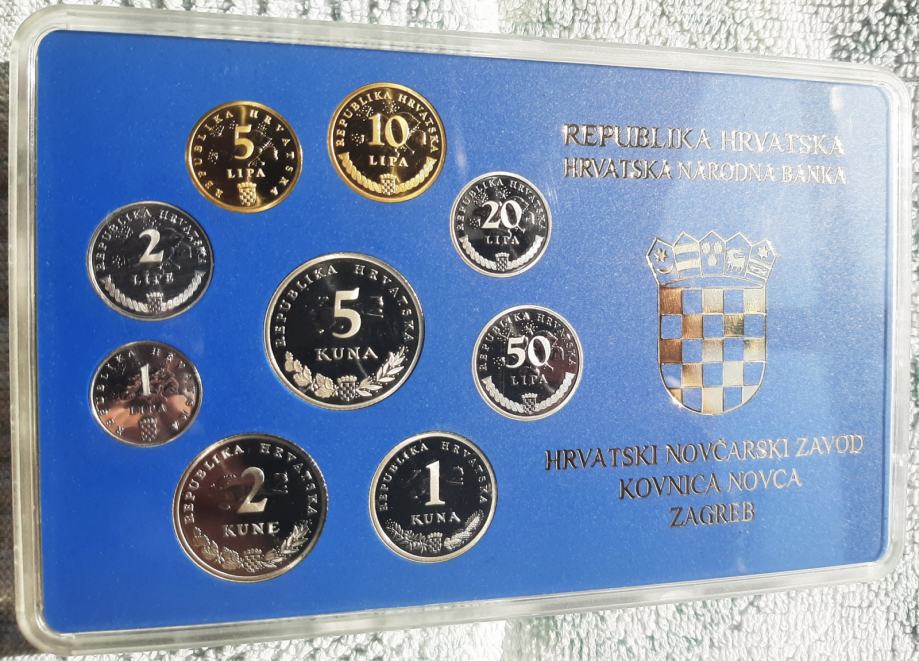 REPUBLIKA HRVATSKA
HRVATSKA NARODNA BANKA
HRVATSKI NOVČARSKI ZAVOD
KOVNICA NOVCA
ZAGREB
REPUBLIKA HRVATSKA
5
LIPA
REPUBLIKA HRVATSKA
10
LIPA
REPUBLIKA HRVATSKA
20
LIPA
REPUBLIKA HRVATSKI
2
LIPE
REPUBLIKA HRVATSKA
5
KUNA
REPUBLIKA HRVATSKA
50
LIPA
REPUBLIKA HRVATSKA
1
LIPA
REPUBLIKA HRVATSKA
2
KUNE
REPUBLIKA HRVATSKA
1
KUNA